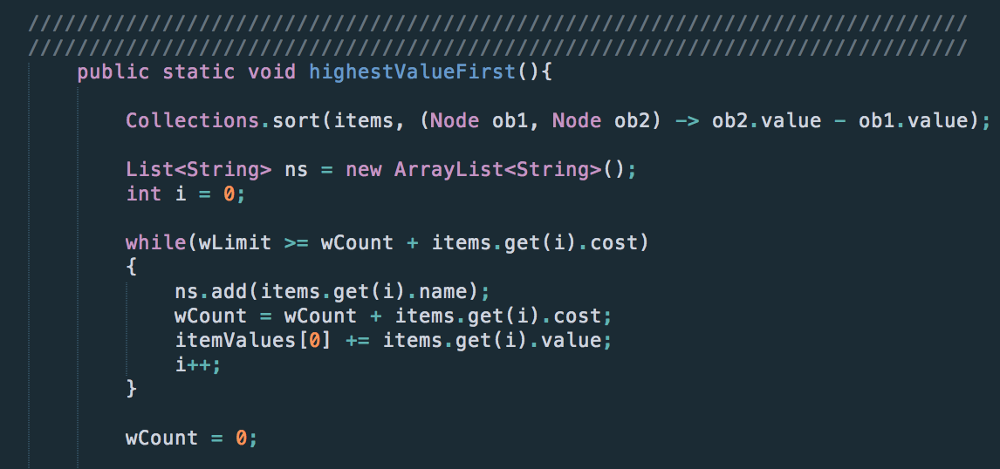 //////////////////////////////////////////////////////////////////////////////
//////////////////////////////////////////////////////////////////////////////
public static void highestValueFirst(){
Collections.sort(items, (Node ob1, Node ob2) -> ob2.value - ob1.value);
List<String> ns = new ArrayList<String>();
int i = 0;
while(wLimit >= wCount + items.get(i).cost)
{
ns.add(items.get(i).name);
wCount = wCount + items.get(i).cost;
itemValues[0] += items.get(i).value;
i++;
}
wCount = 0;